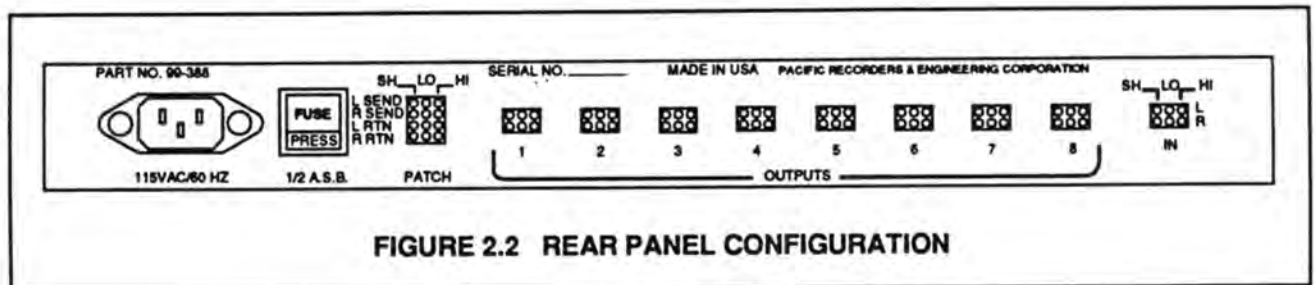 PART NO. 99-388
SERIAL NO.
MADE IN USA
PACIFIC RECORDERS & ENGINEERING CORPORATION
SH LO HI
L SEND
R SEND
L RTN
R RTN
FUSE
PRESS
SH LO HI
L
R
1 2 3 4 5 6 7 8
IN
115VAC/60 HZ
1/2 A.S.B.
PATCH
OUTPUTS
FIGURE 2.2 REAR PANEL CONFIGURATION